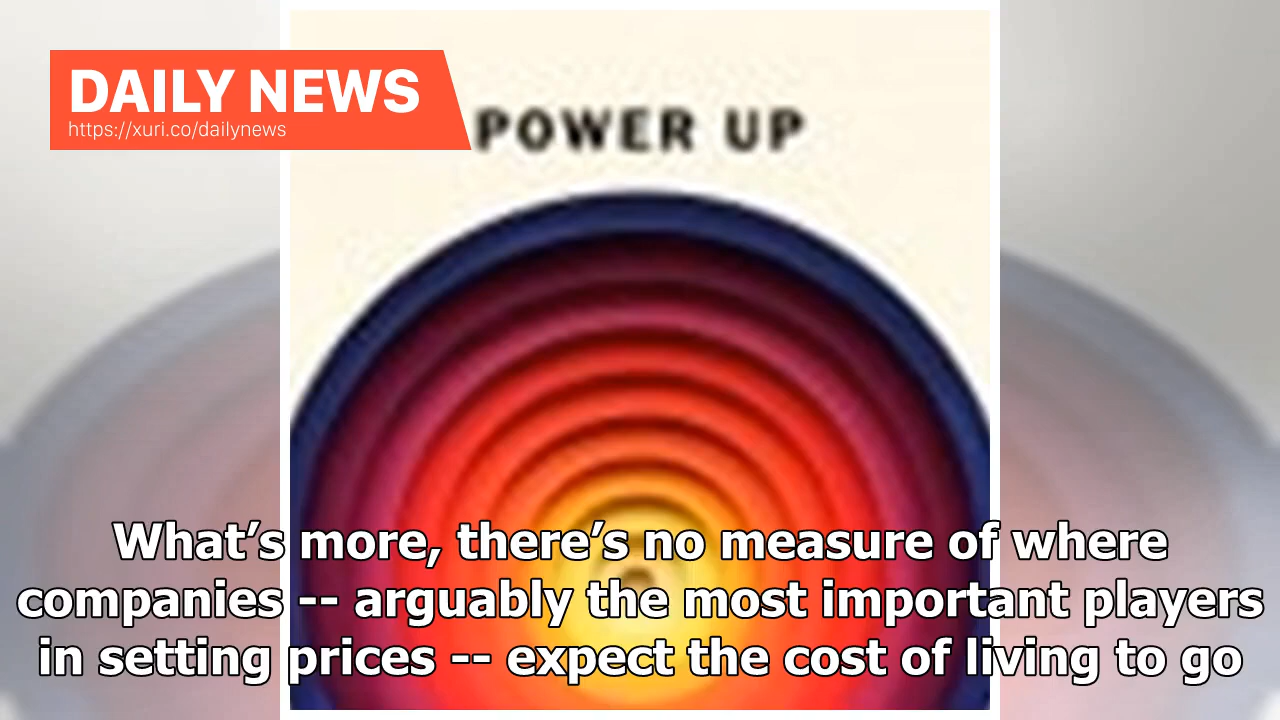 DAILY NEWS
https://xuri.co/dailynews
POWER UP
What’s more, there’s no measure of where
companies -- arguably the most important players
in setting prices -- expect the cost of living to go